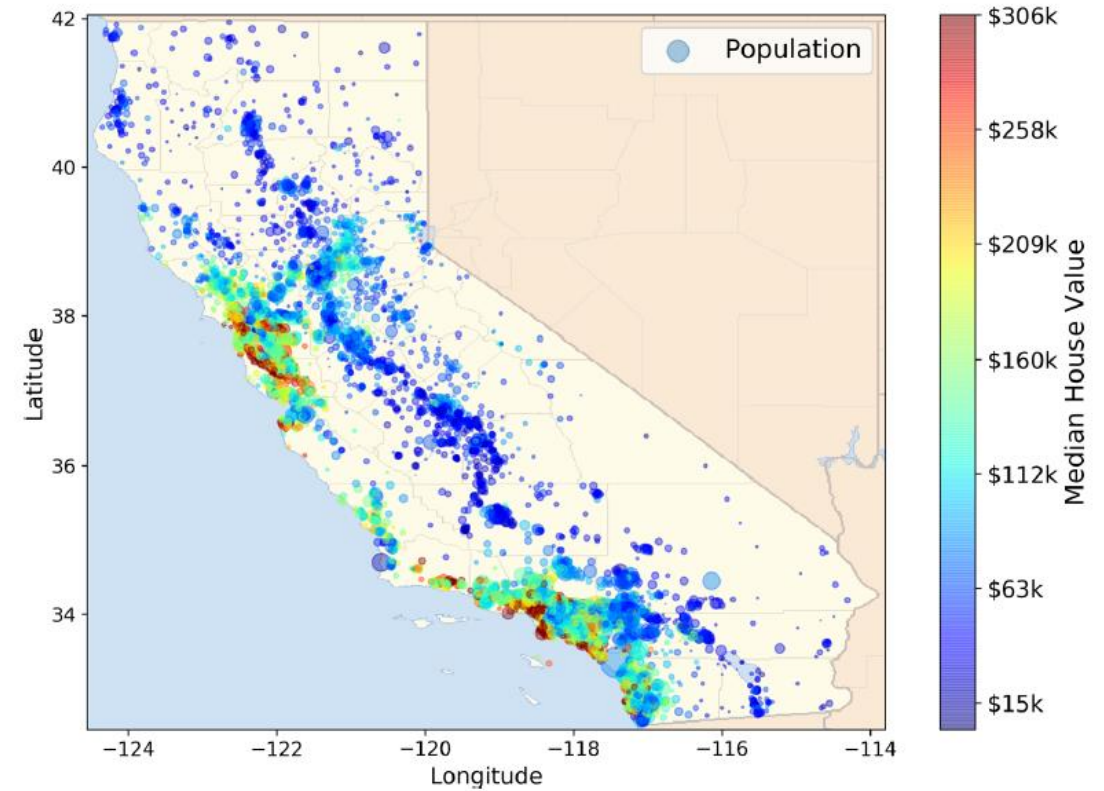 42
40
38
36
34
Latitude
Population
−124
−122
−120
−118
−116
−114
Longitude
$306k
$258k
$209k
$160k
$112k
$63k
$15k
Median House Value